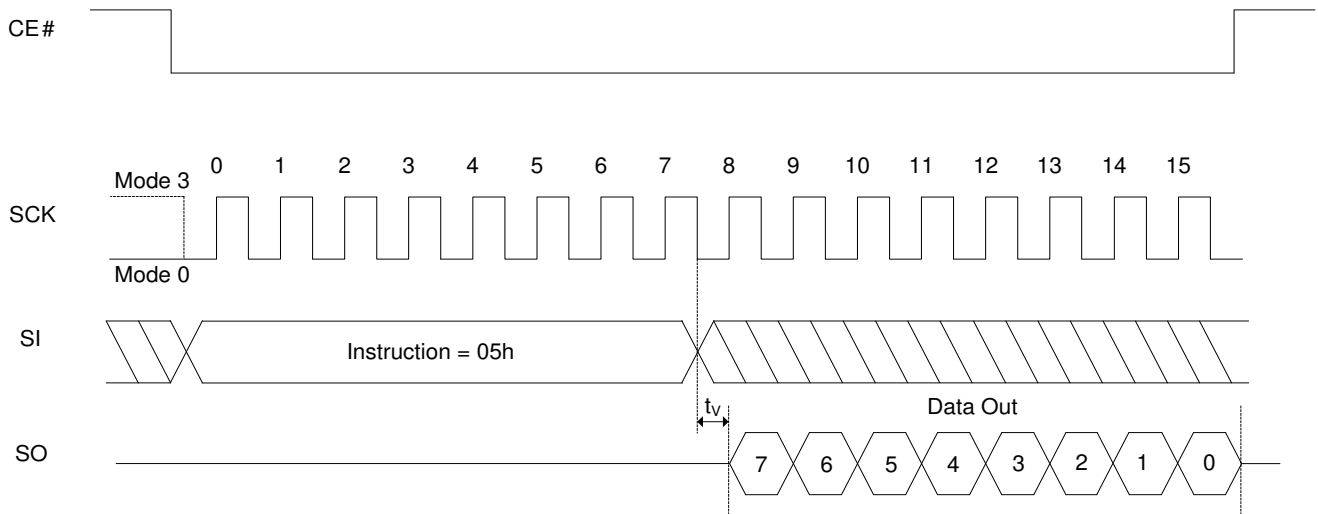 CE#
0 1 2 3 4 5 6 7 8 9 10 11 12 13 14 15
Mode 3
SCK
Mode 0
SI
Instruction = 05h
tV
Data Out
SO
7 6 5 4 3 2 1 0